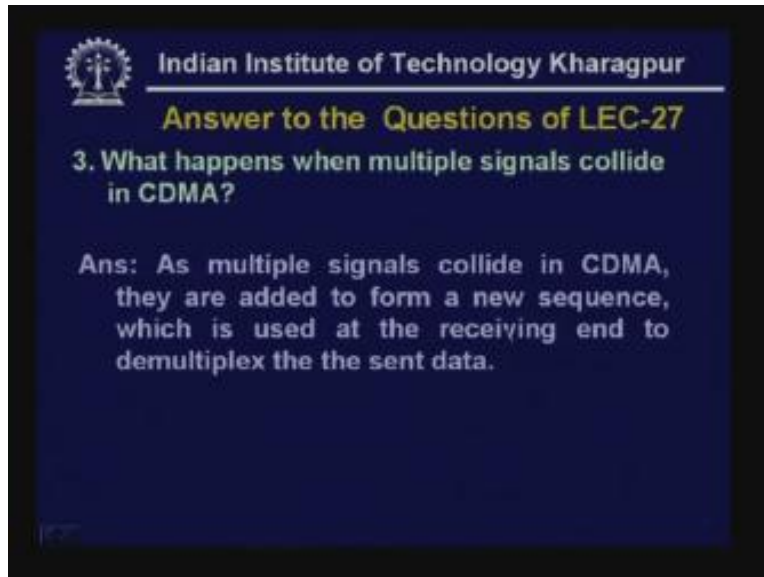 Indian Institute of Technology Kharagpur
Answer to the Questions of LEC-27
3. What happens when multiple signals collide
in CDMA?
Ans: As multiple signals collide in CDMA,
they are added to form a new sequence,
which is used at the receiving end to
demultiplex the the sent data.